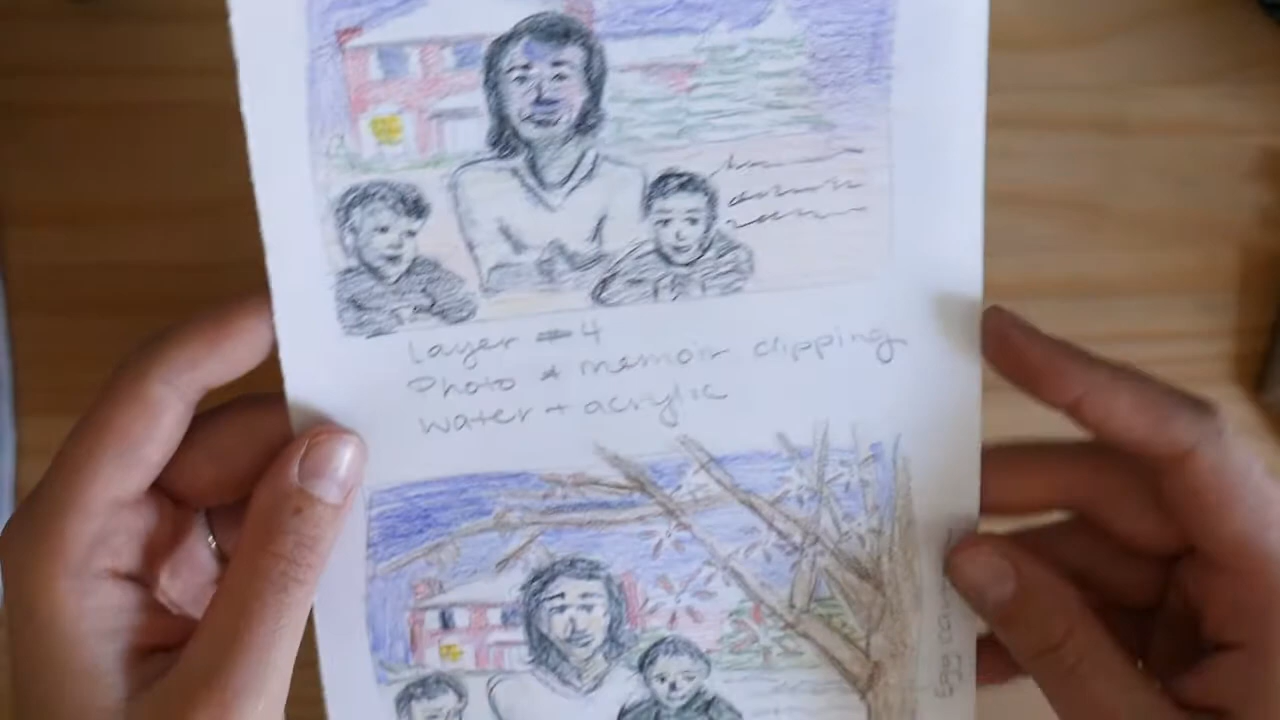 Layer 4
Photo + memoir clipping
water + acrylic